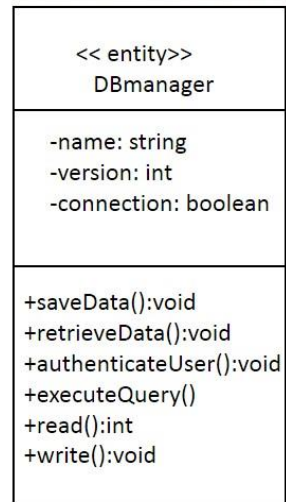 << entity>>
DBmanager
-name: string
-version: int
-connection: boolean
+saveData():void
+retrieveData():void
+authenticateUser():void
+executeQuery()
+read():int
+write():void